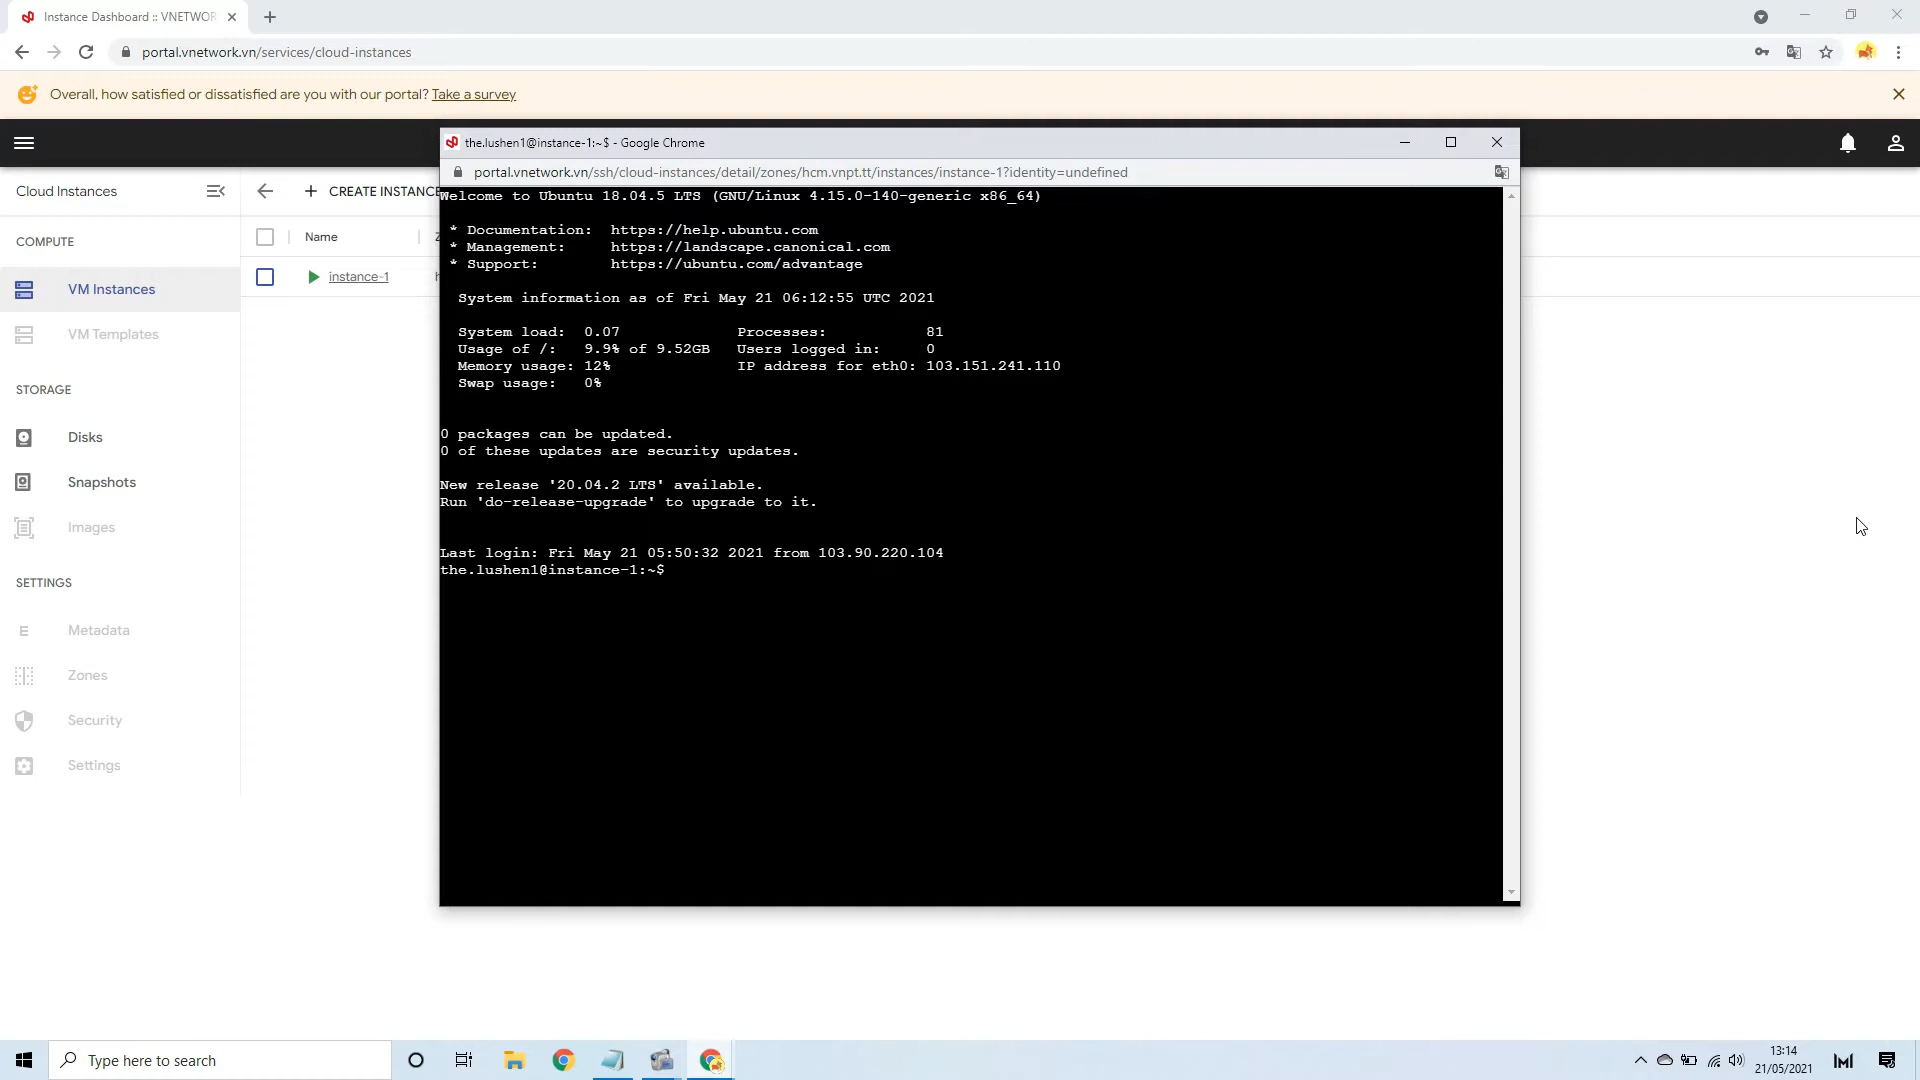 Instance Dashboard :: VNETWOR
portal.vnetwork.vn/services/cloud-instances
Overall, how satisfied or dissatisfied are you with our portal? Take a survey
the.lushen1@instance-1:~$ - Google Chrome
portal.vnetwork.vn/ssh/cloud-instances/detail/zones/hcm.vnpt.tt/instances/instance-1?identity=undefined
Cloud Instances
CREATE INSTANCE
COMPUTE
Name
VM Instances
instance-1
VM Templates
STORAGE
Disks
Snapshots
Images
SETTINGS
Metadata
Zones
Security
Settings
Welcome to Ubuntu 18.04.5 LTS (GNU/Linux 4.15.0-140-generic x86_64)
* Documentation: https://help.ubuntu.com
* Management: https://landscape.canonical.com
* Support: https://ubuntu.com/advantage
System information as of Fri May 21 06:12:55 UTC 2021
System load: 0.07 Processes: 81
Usage of /: 9.9% of 9.52GB Users logged in: 0
Memory usage: 12% IP address for eth0: 103.151.241.110
Swap usage: 0%
0 packages can be updated.
0 of these updates are security updates.
New release '20.04.2 LTS' available.
Run 'do-release-upgrade' to upgrade to it.
Last login: Fri May 21 05:50:32 2021 from 103.90.220.104
the.lushen1@instance-1:~$
Type here to search
13:14
21/05/2021